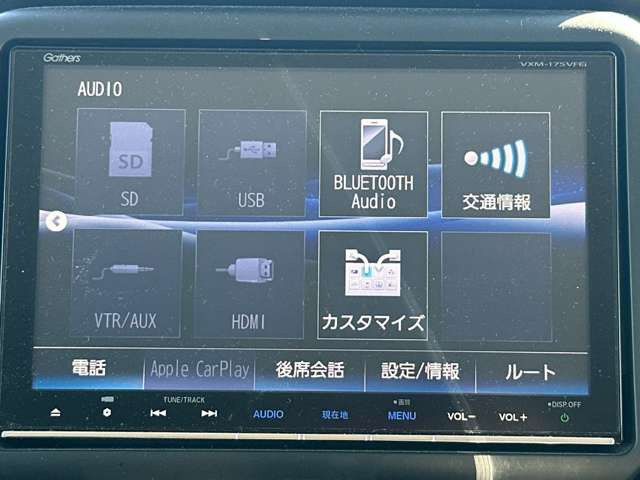 Gathers
VXM-175VFEi
AUDIO
SD
SD
USB
BLUETOOTH
Audio
交通情報
VTR/AUX
HDMI
カスタマイズ
電話
Apple CarPlay
後席会話
設定/情報
ルート
TUNE/TRACK
画質
DISP.OFF
AUDIO
現在地
MENU
VOL−
VOL+